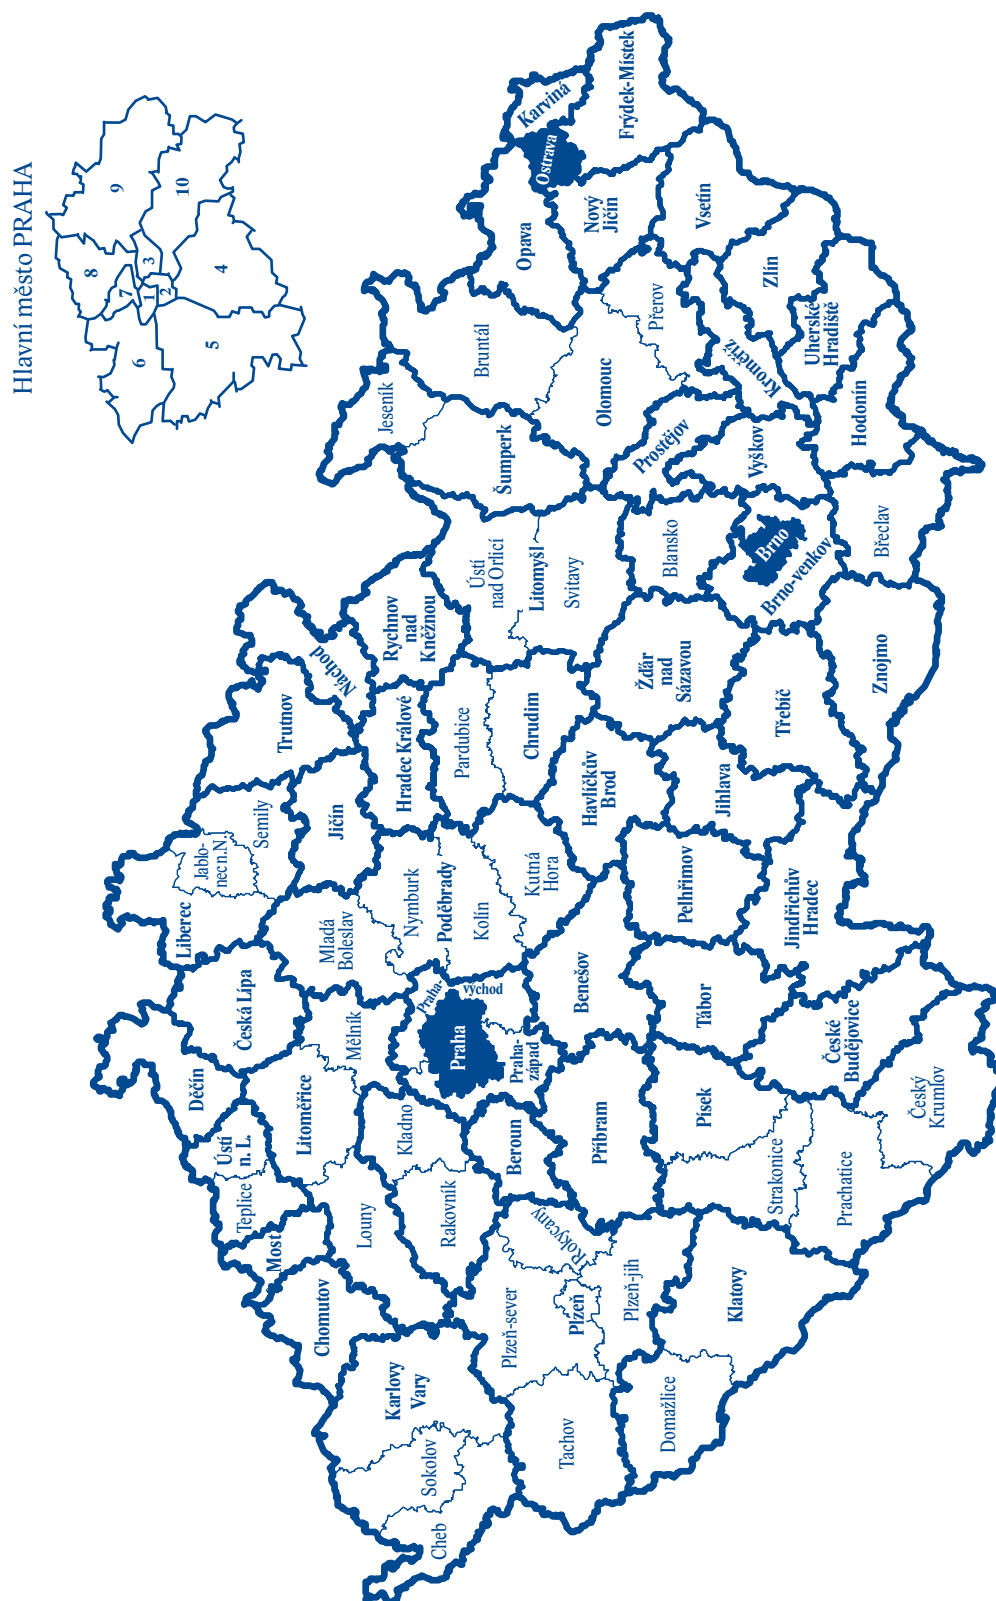 Hlavní město PRAHA
6
8
9
7
3
1
2
10
5
4
Cheb
Sokolov
Karlovy
Vary
Chomutov
Most
Teplice
Ústí
n. L.
Děčín
Česká Lípa
Liberec
Jablo-
nec n.N.
Semily
Trutnov
Náchod
Jičín
Mladá
Boleslav
Mělník
Litoměřice
Louny
Kladno
Rakovník
Praha
Praha-
východ
Praha-
západ
Nymburk
Poděbrady
Kolín
Kutná
Hora
Hradec Králové
Rychnov
nad
Kněžnou
Pardubice
Chrudim
Ústí
nad Orlicí
Litomyšl
Svitavy
Šumperk
Jeseník
Bruntál
Opava
Ostrava
Karviná
Frýdek-Místek
Nový
Jičín
Vsetín
Přerov
Olomouc
Prostějov
Kroměříž
Zlín
Uherské
Hradiště
Hodonín
Vyškov
Blansko
Brno
Brno-venkov
Břeclav
Znojmo
Třebíč
Žďár
nad
Sázavou
Havlíčkův
Brod
Jihlava
Pelhřimov
Jindřichův
Hradec
Benešov
Tábor
České
Budějovice
Český
Krumlov
Beroun
Příbram
Písek
Strakonice
Prachatice
Rokycany
Plzeň-sever
Plzeň
Plzeň-jih
Klatovy
Tachov
Domažlice